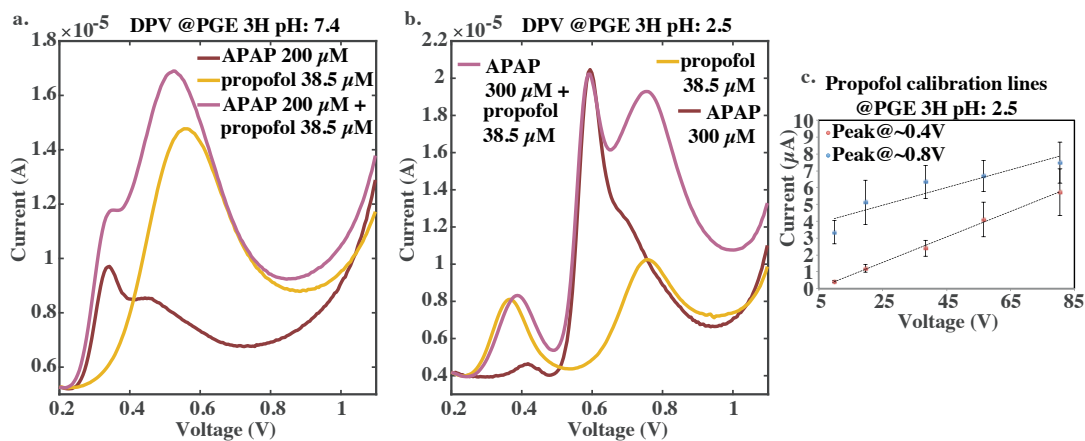 a.
DPV @PGE 3H pH: 7.4
1.8 × 10⁻⁵
1.6
1.4
1.2
1.0
0.8
0.6
Current (A)
APAP 200 µM
propofol 38.5 µM
APAP 200 µM +
propofol 38.5 µM
0.2 0.4 0.6 0.8 1
Voltage (V)
b.
DPV @PGE 3H pH: 2.5
× 10⁻⁵
2.2
2.0
1.8
1.6
1.4
1.2
1.0
0.8
0.6
0.4
Current (A)
APAP
300 µM +
propofol
38.5 µM
propofol
38.5 µM
APAP
300 µM
0.2 0.4 0.6 0.8 1
Voltage (V)
c.
Propofol calibration lines
@PGE 3H pH: 2.5
10
9
8
7
6
5
4
3
2
1
0
Current (µA)
Peak@~0.4V
Peak@~0.8V
5 25 45 65 85
Voltage (V)